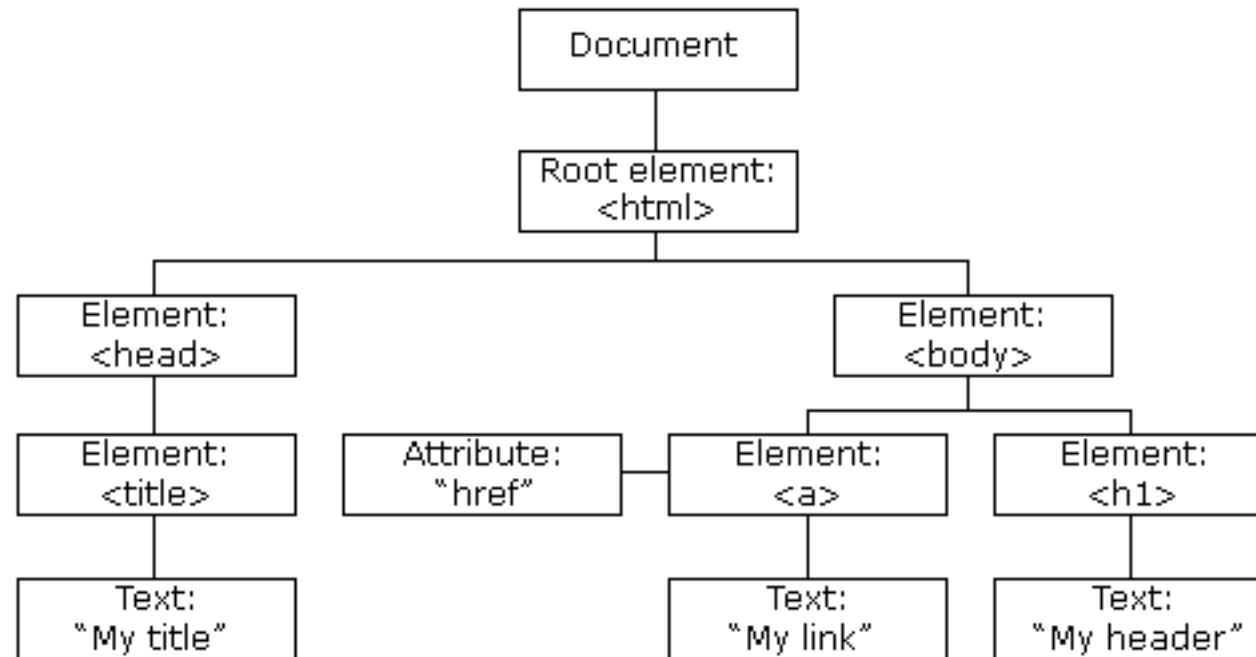 Document
Root element:
<html>
Element:
<head>
Element:
<body>
Element:
<title>
Attribute:
“href”
Element:
<a>
Element:
<h1>
Text:
“My title”
Text:
“My link”
Text:
“My header”